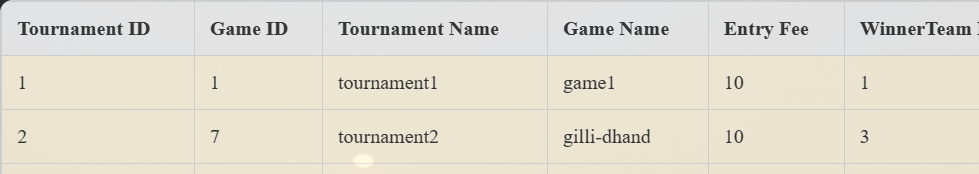 Tournament ID Game ID Tournament Name Game Name Entry Fee WinnerTeam
1 1 tournament1 game1 10 1
2 7 tournament2 gilli-dhand 10 3